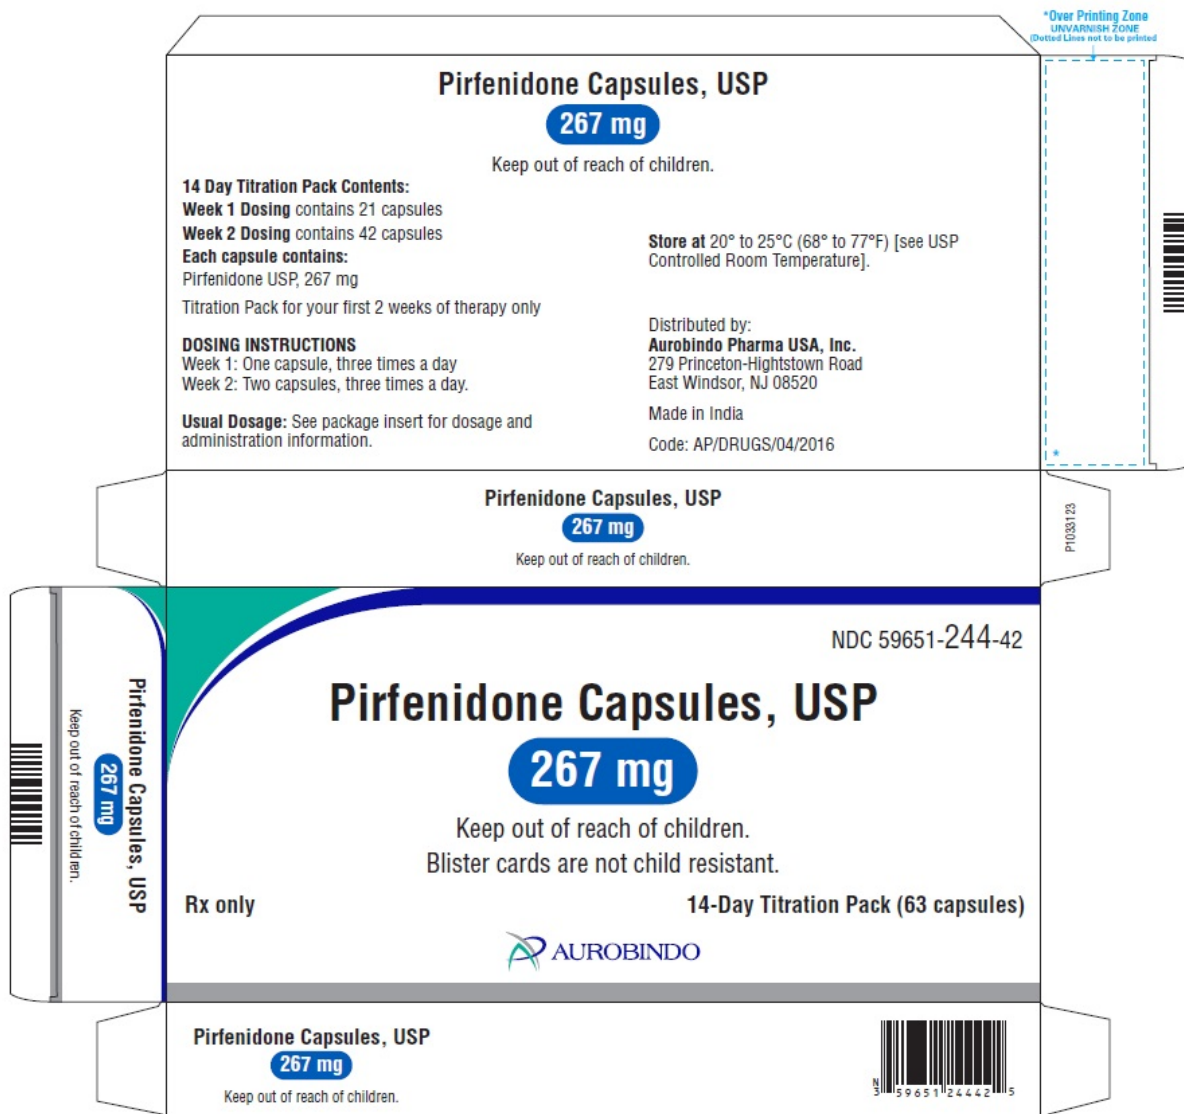 *Over Printing Zone
UNVARNISH ZONE
(Dotted Lines not to be printed
Pirfenidone Capsules, USP
267 mg
Keep out of reach of children.
14 Day Titration Pack Contents:
Week 1 Dosing contains 21 capsules
Week 2 Dosing contains 42 capsules
Each capsule contains:
Pirfenidone USP, 267 mg
Titration Pack for your first 2 weeks of therapy only
DOSING INSTRUCTIONS
Week 1: One capsule, three times a day
Week 2: Two capsules, three times a day.
Usual Dosage: See package insert for dosage and
administration information.
Store at 20° to 25°C (68° to 77°F) [see USP
Controlled Room Temperature].
Distributed by:
Aurobindo Pharma USA, Inc.
279 Princeton-Hightstown Road
East Windsor, NJ 08520
Made in India
Code: AP/DRUGS/04/2016
*
Pirfenidone Capsules, USP
267 mg
Keep out of reach of children.
P1033123
Pirfenidone Capsules, USP
267 mg
Keep out of reach of children.
NDC 59651-244-42
Pirfenidone Capsules, USP
267 mg
Keep out of reach of children.
Blister cards are not child resistant.
Rx only
14-Day Titration Pack (63 capsules)
AUROBINDO
Pirfenidone Capsules, USP
267 mg
Keep out of reach of children.
N
3 59651 24442 5